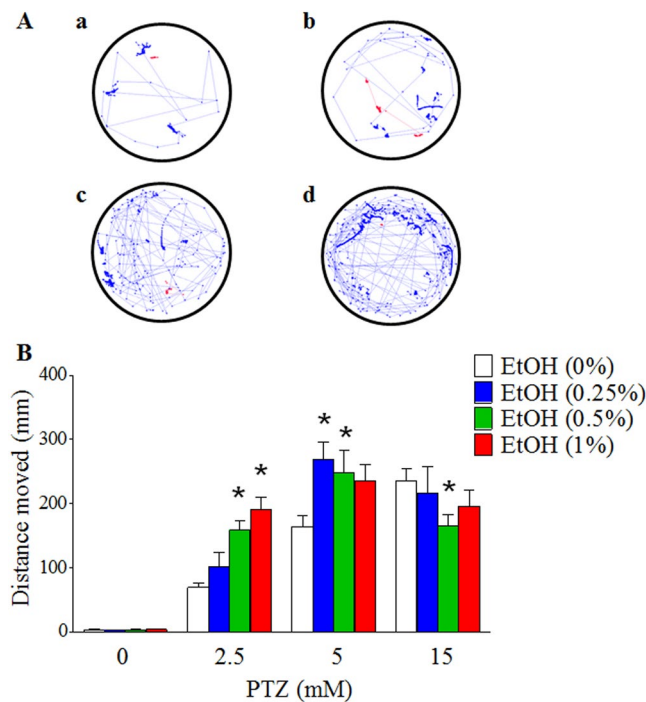 A a b
c d
B
400
300
200
100
0
Distance moved (mm)
* * * * *
EtOH (0%)
EtOH (0.25%)
EtOH (0.5%)
EtOH (1%)
0 2.5 5 15
PTZ (mM)